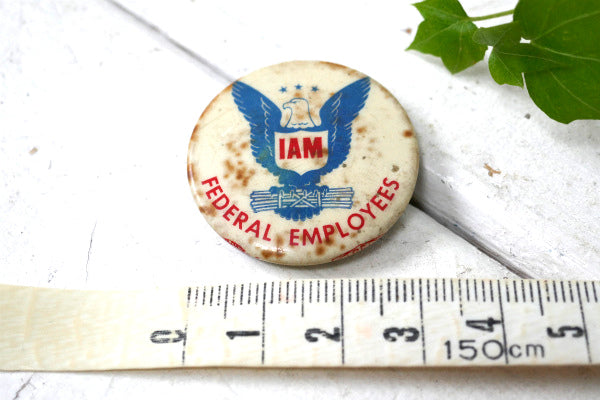 IAM
FEDERAL EMPLOYEES
0 1 2 3 4 5
150cm